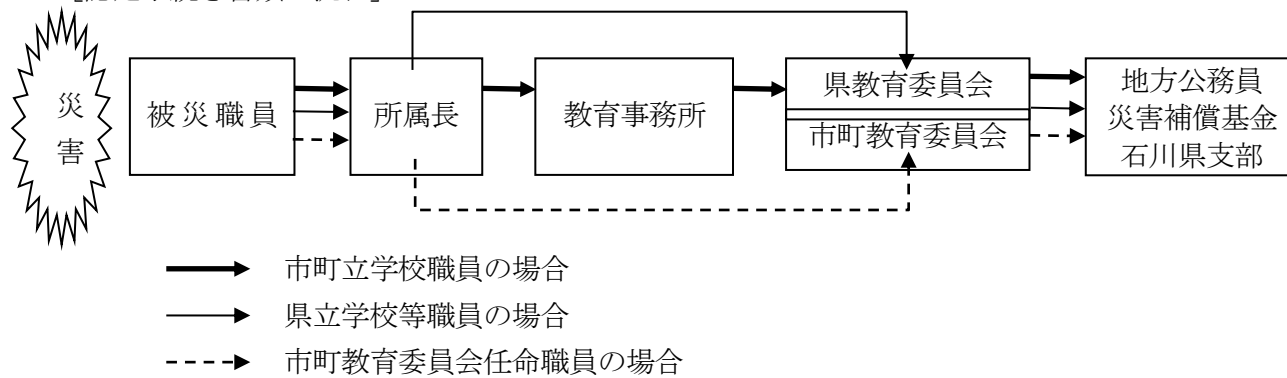 災
害
被災職員
所属長
教育事務所
県教育委員会
市町教育委員会
地方公務員
災害補償基金
石川県支部
市町立学校職員の場合
県立学校等職員の場合
市町教育委員会任命職員の場合